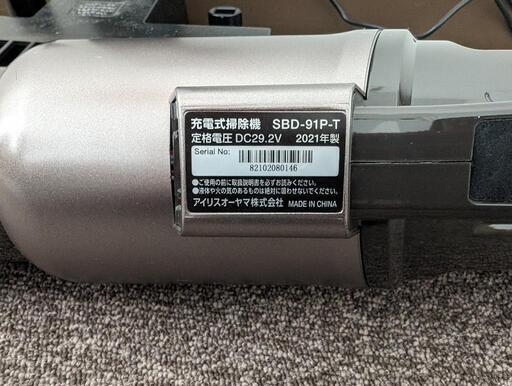 充電式掃除機 SBD-91P-T
定格電圧 DC29.2V 2021年製
Serial No:
82102080146
●ご使用の前に取扱説明書を必ずお読みください。
●液体や火の気のあるものは絶対に吸わせないでください。
アイリスオーヤマ株式会社 MADE IN CHINA